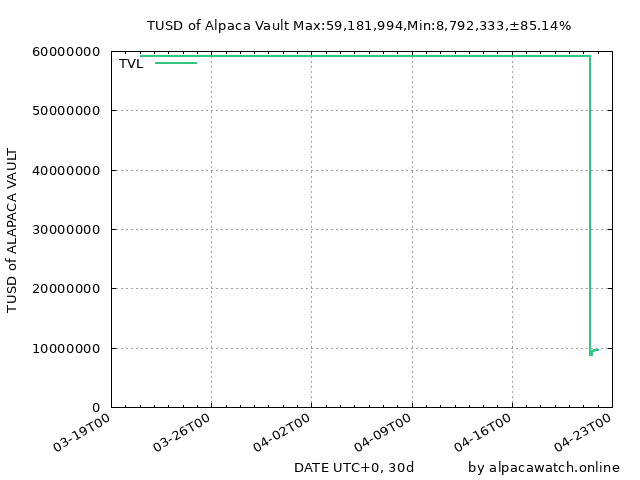 TUSD of Alpaca Vault Max:59,181,994,Min:8,792,333,±85.14%
60000000
TVL
50000000
40000000
30000000
20000000
10000000
0
TUSD of ALAPACA VAULT
03-19T00
03-26T00
04-02T00
04-09T00
04-16T00
04-23T00
DATE UTC+0, 30d
by alpacawatch.online